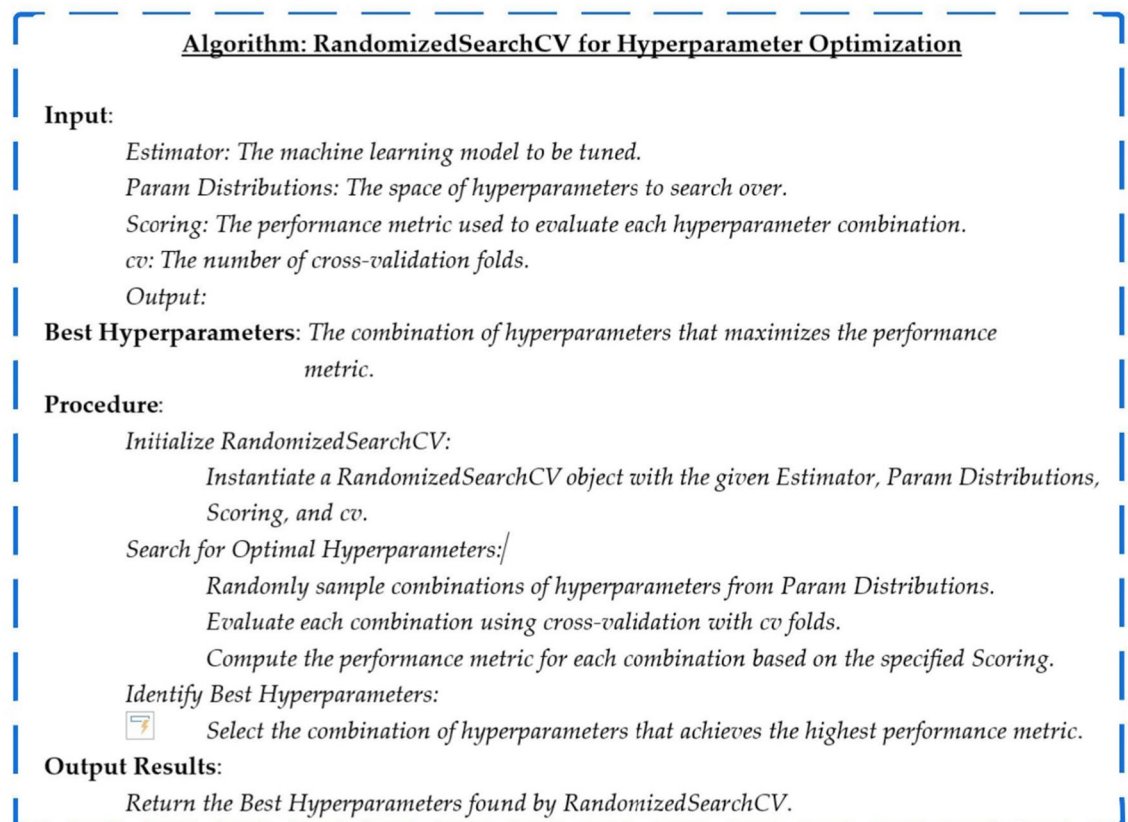 Algorithm: RandomizedSearchCV for Hyperparameter Optimization
Input:
Estimator: The machine learning model to be tuned.
Param Distributions: The space of hyperparameters to search over.
Scoring: The performance metric used to evaluate each hyperparameter combination.
cv: The number of cross-validation folds.
Output:
Best Hyperparameters: The combination of hyperparameters that maximizes the performance
metric.
Procedure:
Initialize RandomizedSearchCV:
Instantiate a RandomizedSearchCV object with the given Estimator, Param Distributions,
Scoring, and cv.
Search for Optimal Hyperparameters:
Randomly sample combinations of hyperparameters from Param Distributions.
Evaluate each combination using cross-validation with cv folds.
Compute the performance metric for each combination based on the specified Scoring.
Identify Best Hyperparameters:
Select the combination of hyperparameters that achieves the highest performance metric.
Output Results:
Return the Best Hyperparameters found by RandomizedSearchCV.